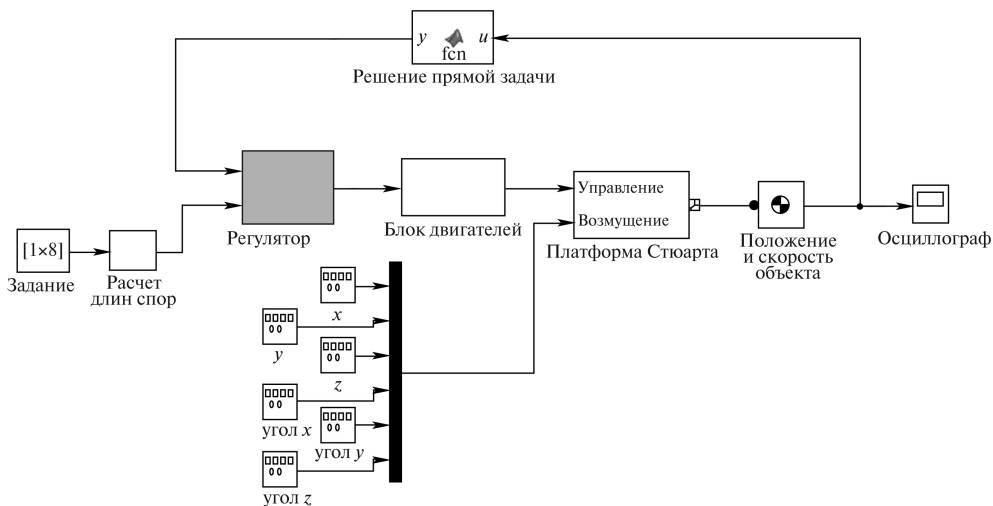 y u
fcn
Решение прямой задачи
Управление
Возмущение
Регулятор
Блок двигателей
Платформа Стюарта
Положение
и скорость
объекта
Осциллограф
[1×8]
Задание
Расчет
длин спор
x
y
z
угол x
угол y
угол z